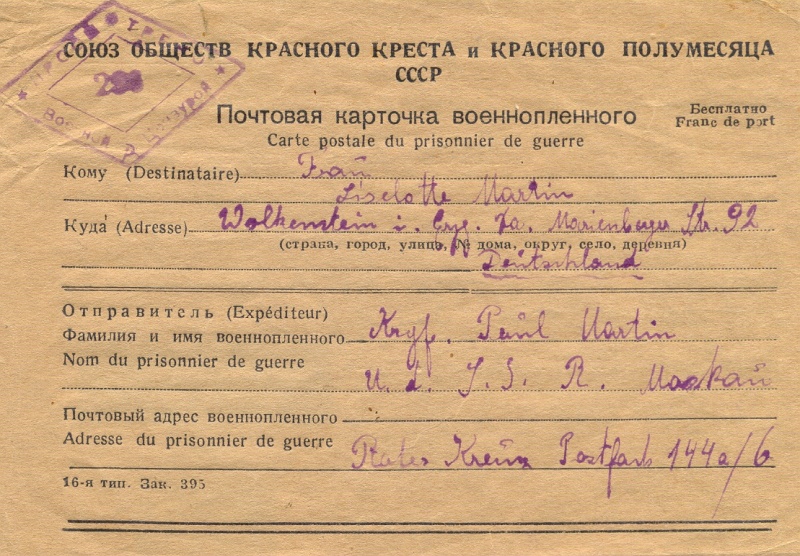 СОЮЗ ОБЩЕСТВ КРАСНОГО КРЕСТА и КРАСНОГО ПОЛУМЕСЯЦА
СССР
Почтовая карточка военнопленного
Бесплатно
Franc de port
Carte postale du prisonnier de guerre
Кому (Destinataire) Frau
Liselotte Martin
Куда (Adresse) Wolkenstein i. Erzg. Sa. Marienberger Str. 92
(страна, город, улица, № дома, округ, село, деревня)
Deutschland
Отправитель (Expéditeur)
Фамилия и имя военнопленного Krgf. Paul Martin
Nom du prisonnier de guerre
U. d. S. S. R. Moskau
Почтовый адрес военнопленного
Adresse du prisonnier de guerre Rotes Kreuz Postfach 144a/6
16-я тип. Зак. 395